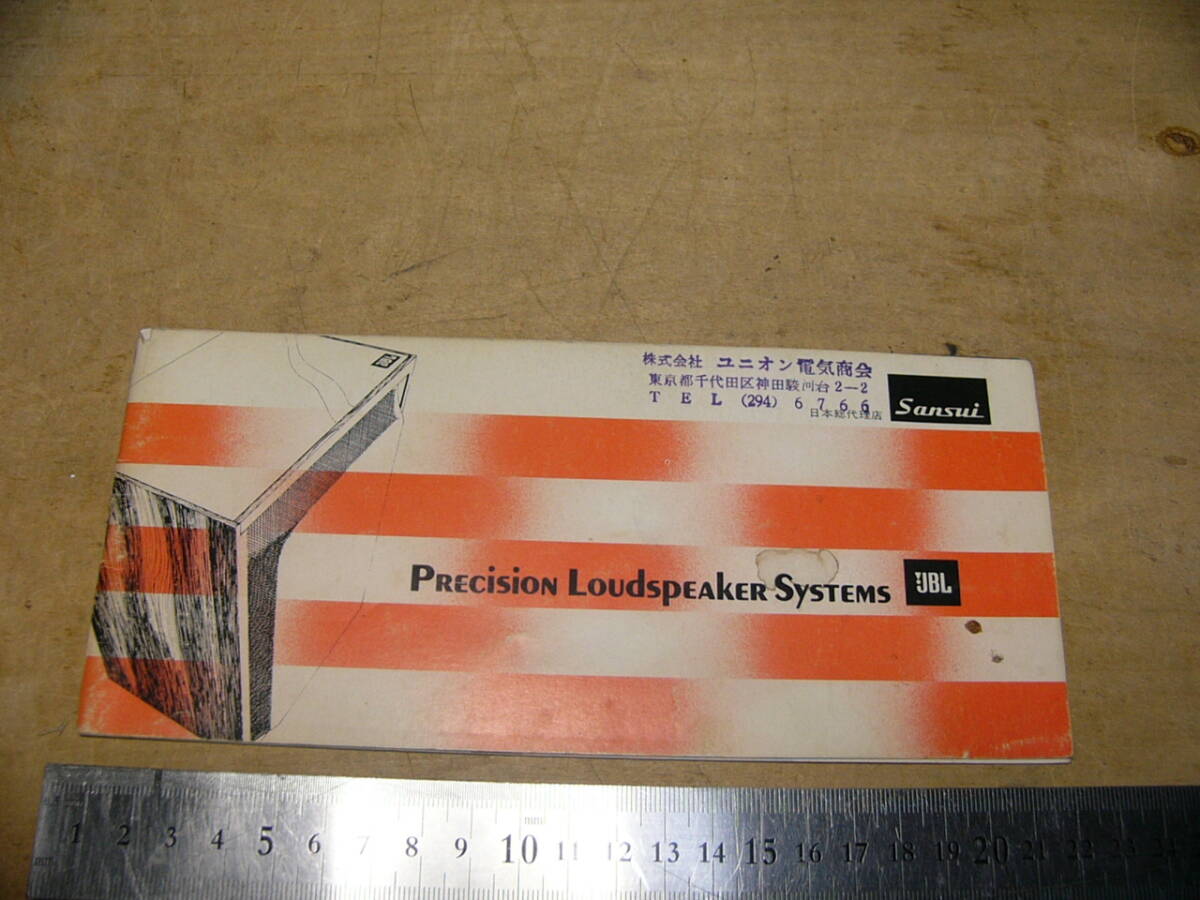 株式会社 ユニオン電気商会
東京都千代田区神田駿河台2-2
TEL (294) 6766
日本総代理店
Sansui
JBL
Precision Loudspeaker Systems
JBL
mm
1 2 3 4 5 6 7 8 9 10 11 12 13 14 15 16 17 18 19 20 21 22 23 24